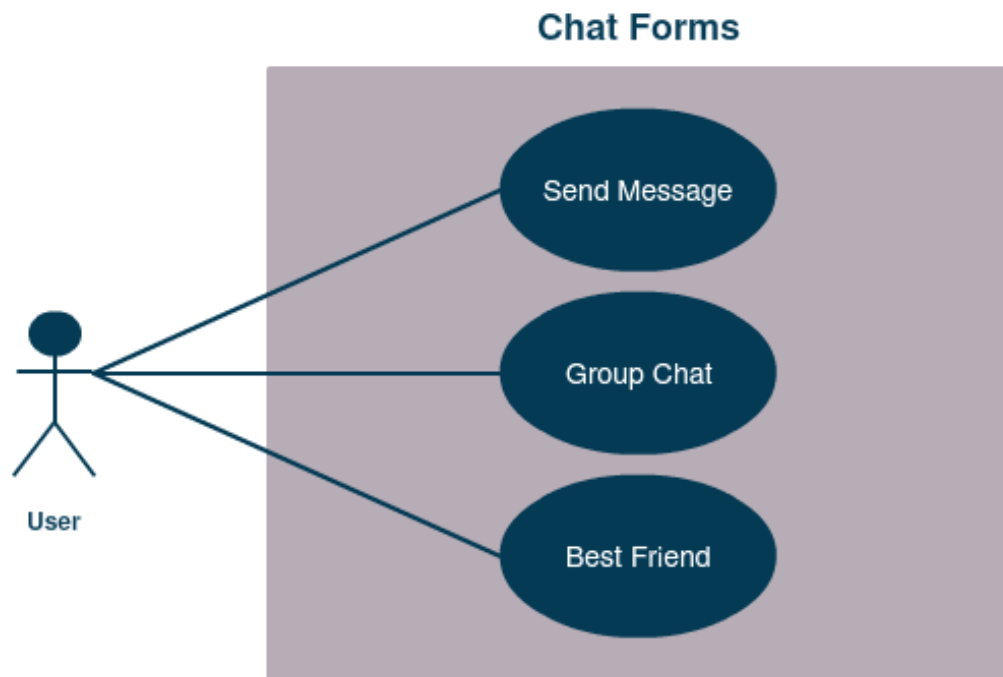 Chat Forms
Send Message
Group Chat
User
Best Friend